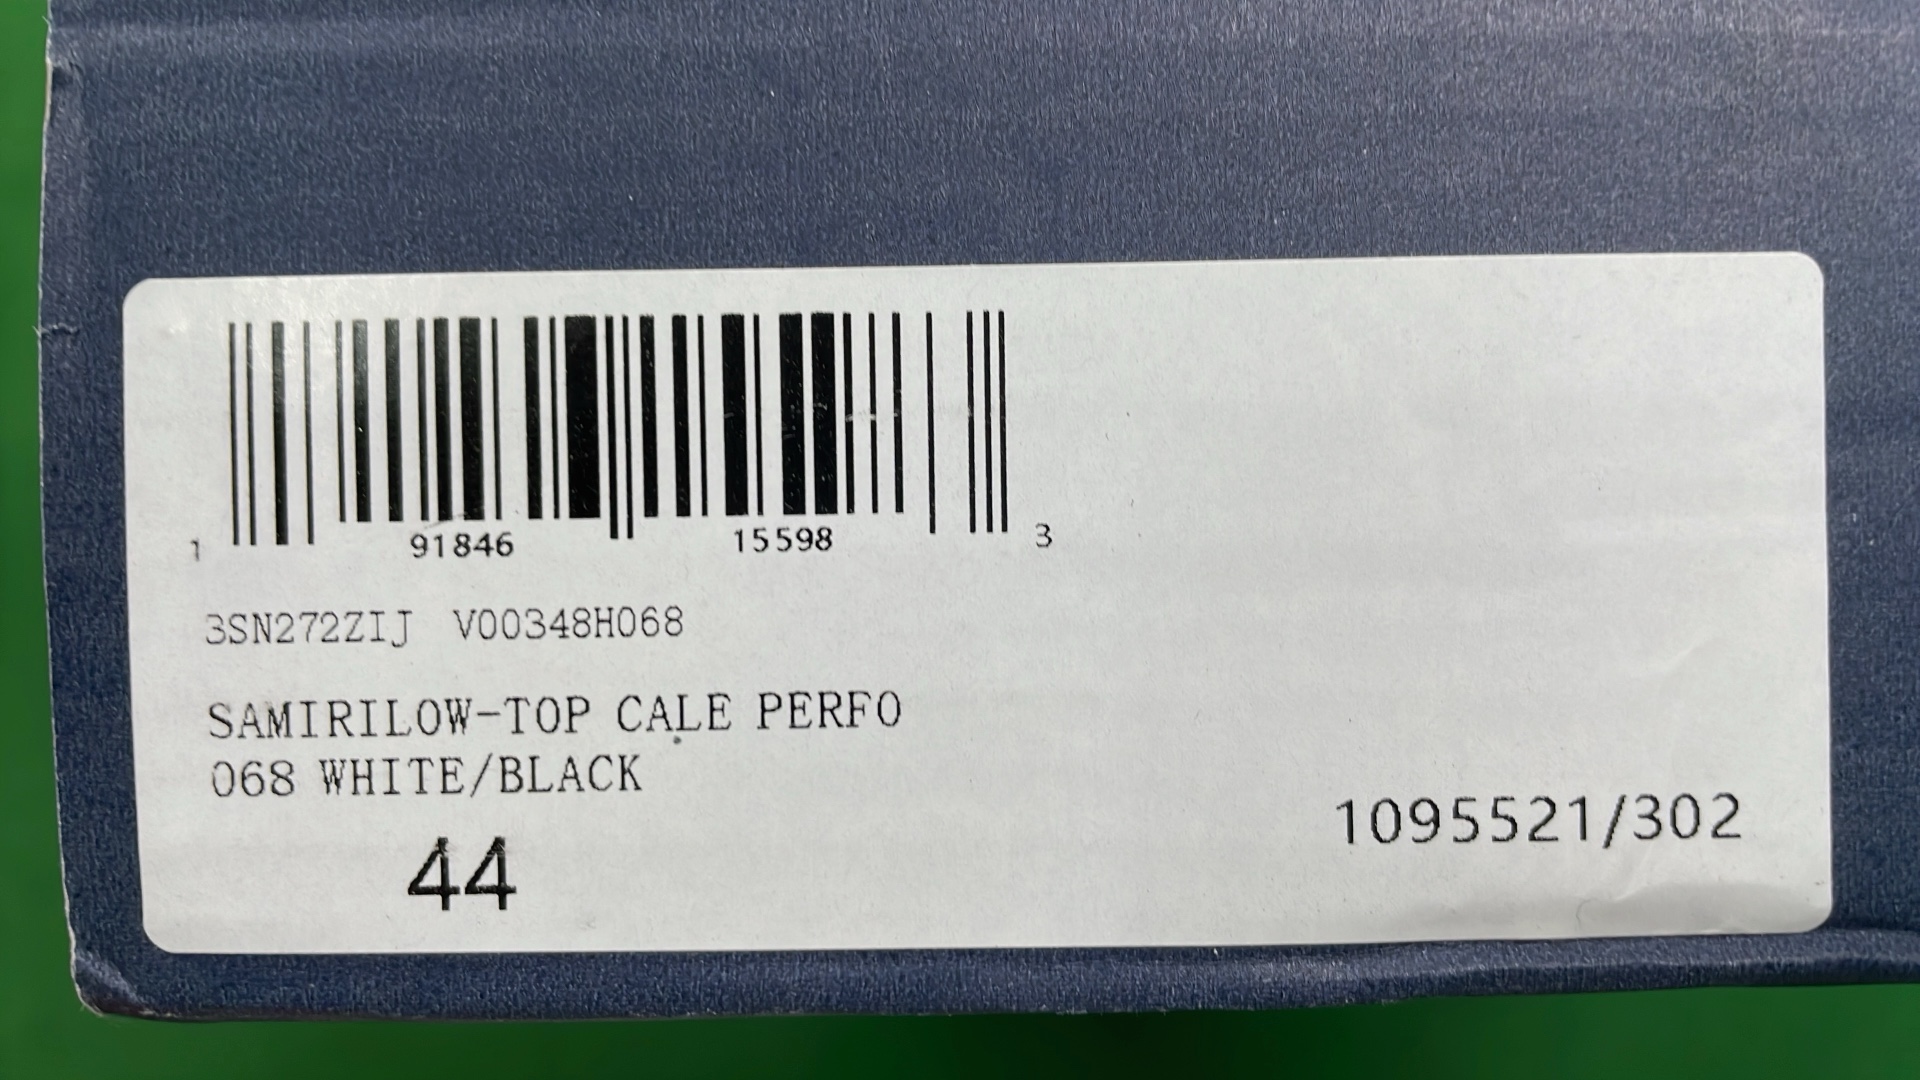 1 91846 15598 3
3SN272ZIJ V00348H068
SAMIRILOW-TOP CALE PERFO
068 WHITE/BLACK
44
1095521/302